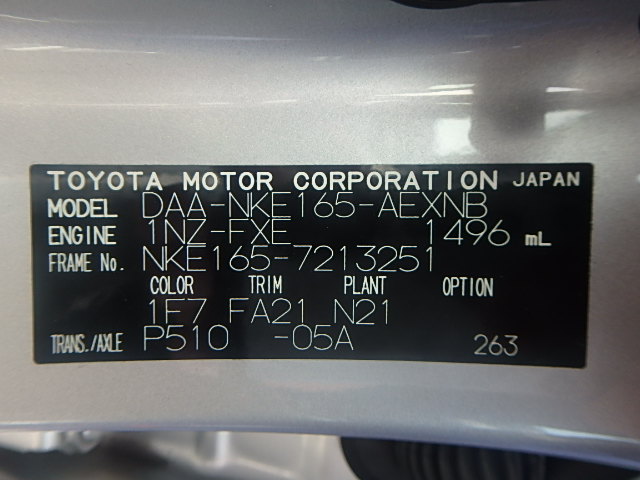 TOYOTA MOTOR CORPORATION JAPAN
MODEL DAA-NKE165-AEXNB
ENGINE 1NZ-FXE 1496 mL
FRAME No. NKE165-7213251
COLOR TRIM PLANT OPTION
1F7 FA21 N21
TRANS./AXLE P510 -05A 263